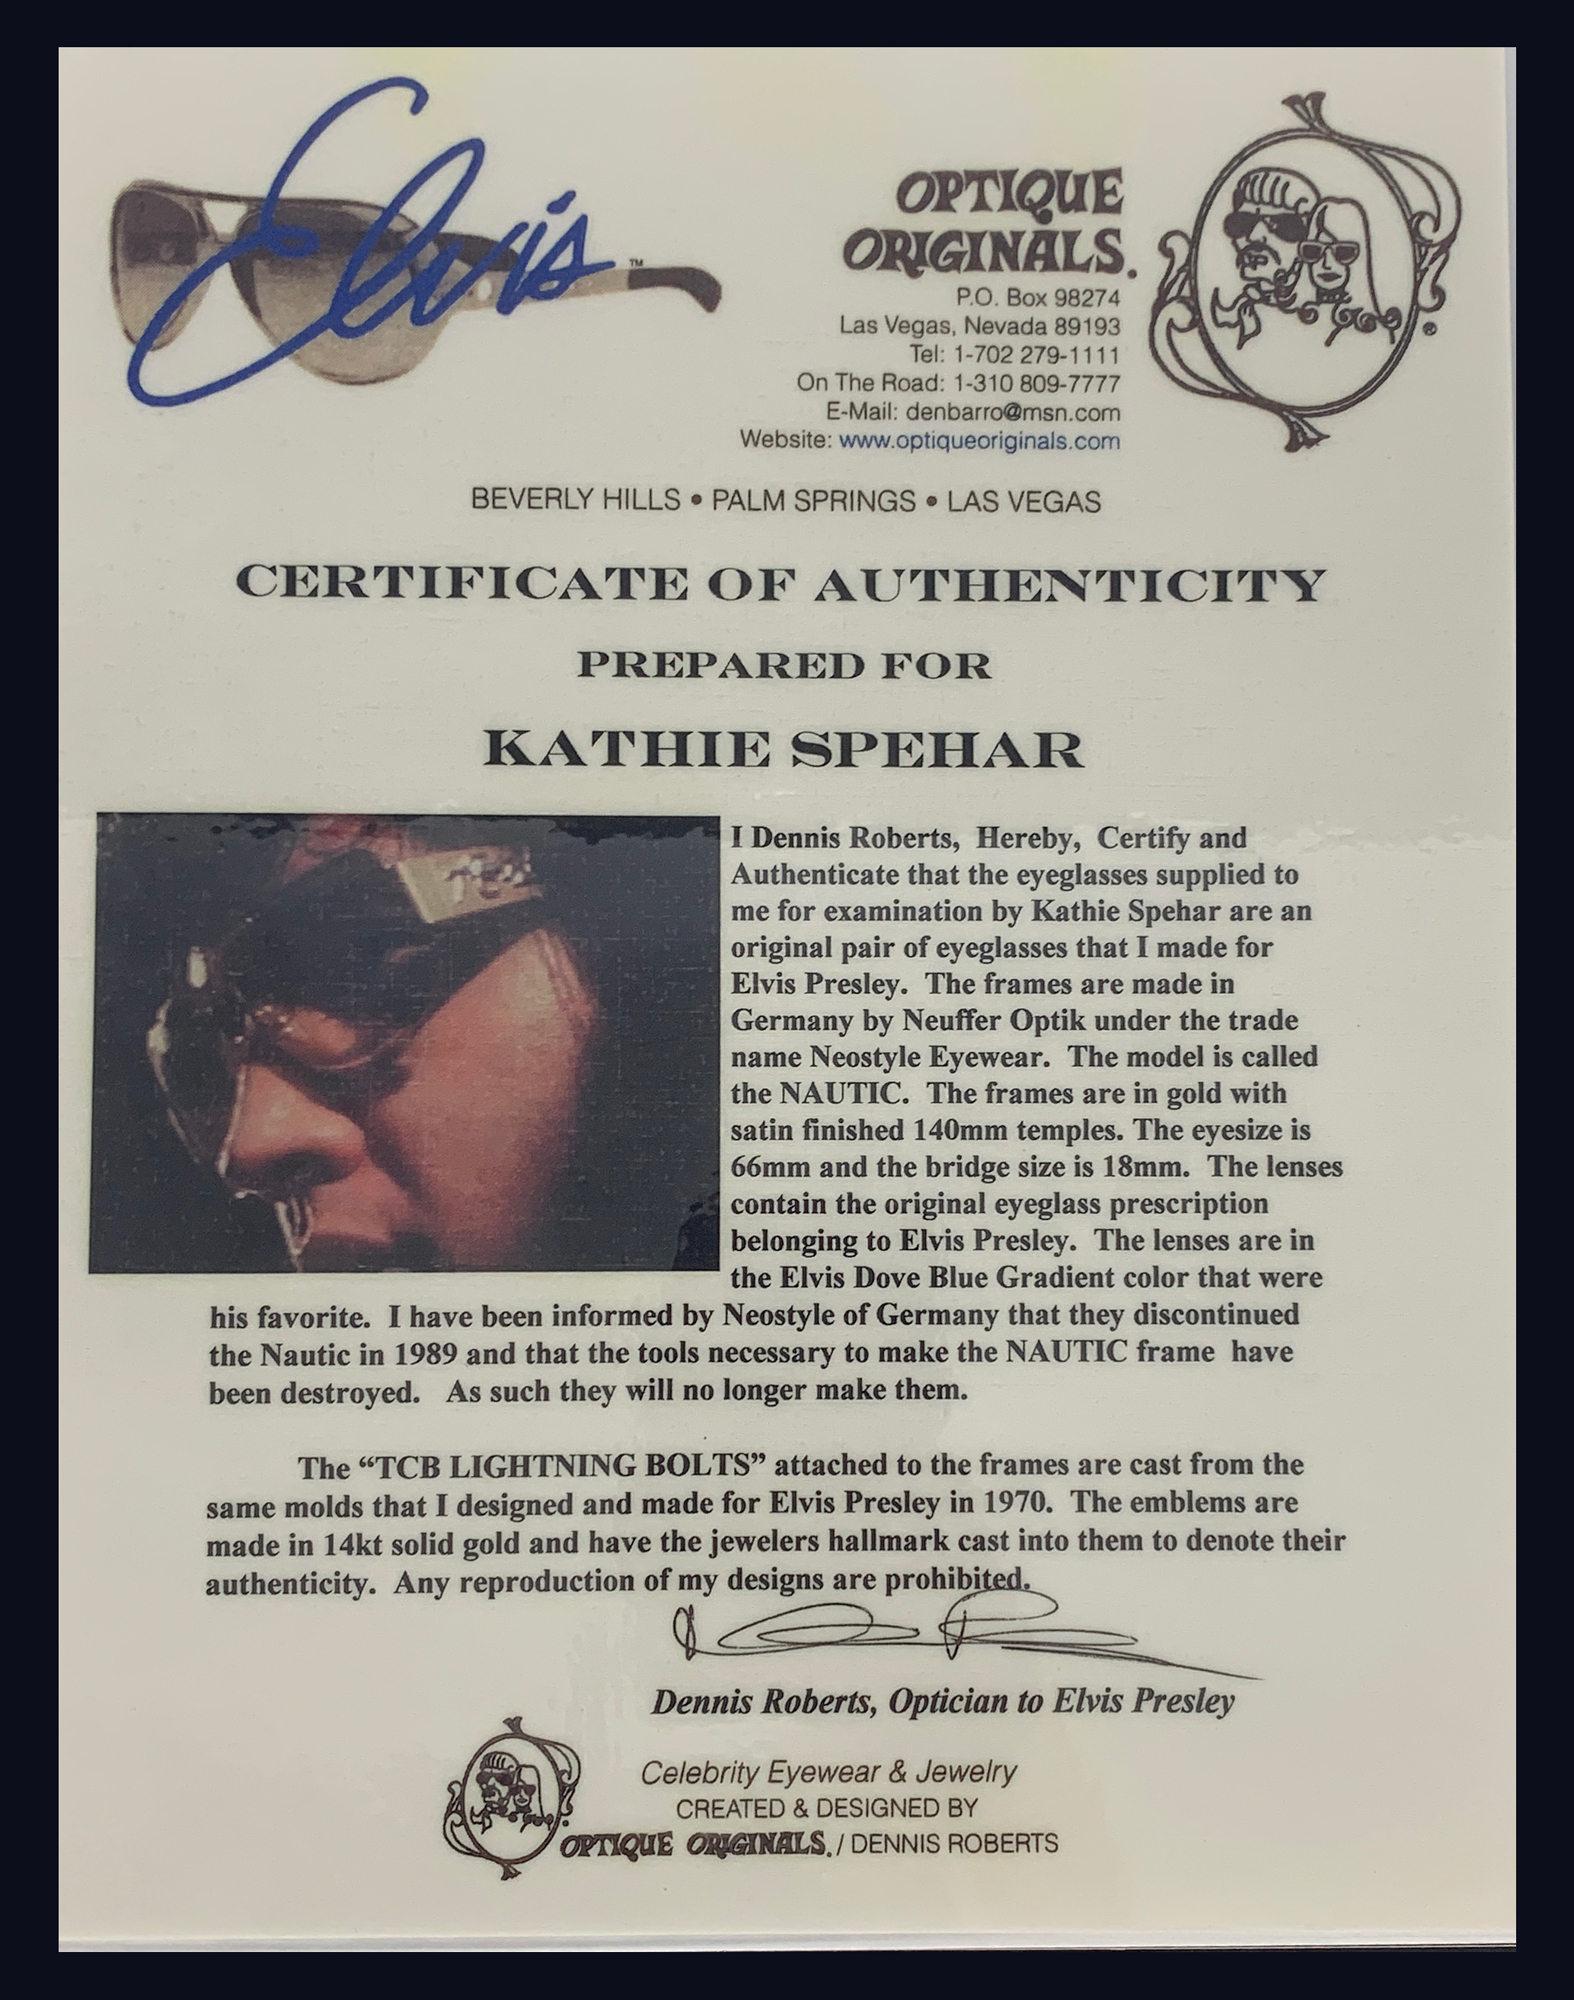 Elvis ™
OPTIQUE
ORIGINALS.
P.O. Box 98274
Las Vegas, Nevada 89193
Tel: 1-702 279-1111
On The Road: 1-310 809-7777
E-Mail: denbarro@msn.com
Website: www.optiqueoriginals.com
®
BEVERLY HILLS • PALM SPRINGS • LAS VEGAS
CERTIFICATE OF AUTHENTICITY
PREPARED FOR
KATHIE SPEHAR
I Dennis Roberts, Hereby, Certify and
Authenticate that the eyeglasses supplied to
me for examination by Kathie Spehar are an
original pair of eyeglasses that I made for
Elvis Presley. The frames are made in
Germany by Neuffer Optik under the trade
name Neostyle Eyewear. The model is called
the NAUTIC. The frames are in gold with
satin finished 140mm temples. The eyesize is
66mm and the bridge size is 18mm. The lenses
contain the original eyeglass prescription
belonging to Elvis Presley. The lenses are in
the Elvis Dove Blue Gradient color that were
his favorite. I have been informed by Neostyle of Germany that they discontinued
the Nautic in 1989 and that the tools necessary to make the NAUTIC frame have
been destroyed. As such they will no longer make them.
The “TCB LIGHTNING BOLTS” attached to the frames are cast from the
same molds that I designed and made for Elvis Presley in 1970. The emblems are
made in 14kt solid gold and have the jewelers hallmark cast into them to denote their
authenticity. Any reproduction of my designs are prohibited.
Dennis Roberts, Optician to Elvis Presley
Celebrity Eyewear & Jewelry
CREATED & DESIGNED BY
OPTIQUE ORIGINALS. / DENNIS ROBERTS